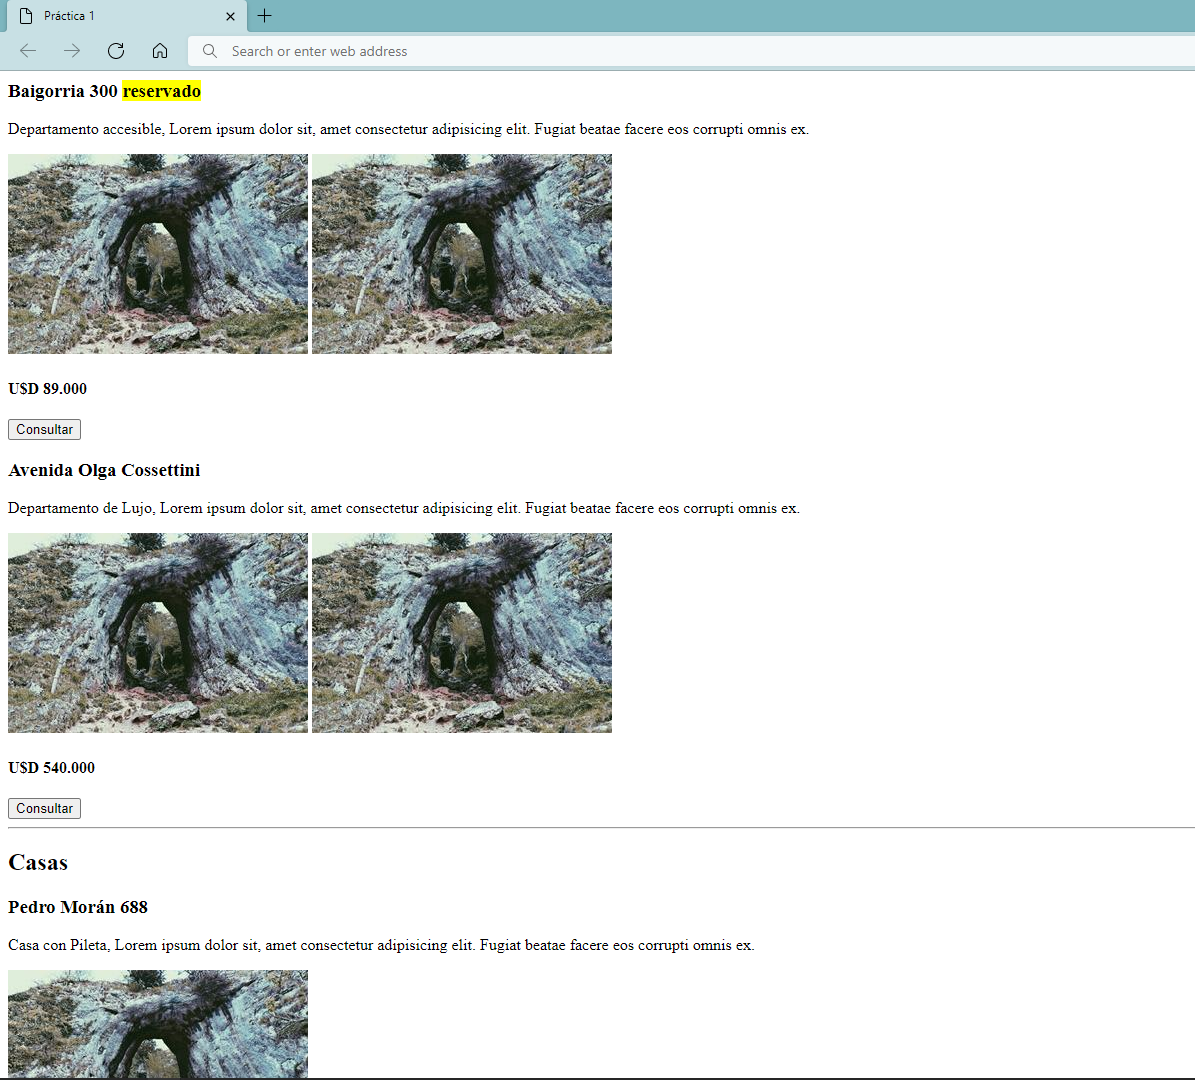 Práctica 1
Search or enter web address
Baigorria 300 reservado
Departamento accesible, Lorem ipsum dolor sit, amet consectetur adipisicing elit. Fugiat beatae facere eos corrupti omnis ex.
U$D 89.000
Consultar
Avenida Olga Cossettini
Departamento de Lujo, Lorem ipsum dolor sit, amet consectetur adipisicing elit. Fugiat beatae facere eos corrupti omnis ex.
U$D 540.000
Consultar
Casas
Pedro Morán 688
Casa con Pileta, Lorem ipsum dolor sit, amet consectetur adipisicing elit. Fugiat beatae facere eos corrupti omnis ex.